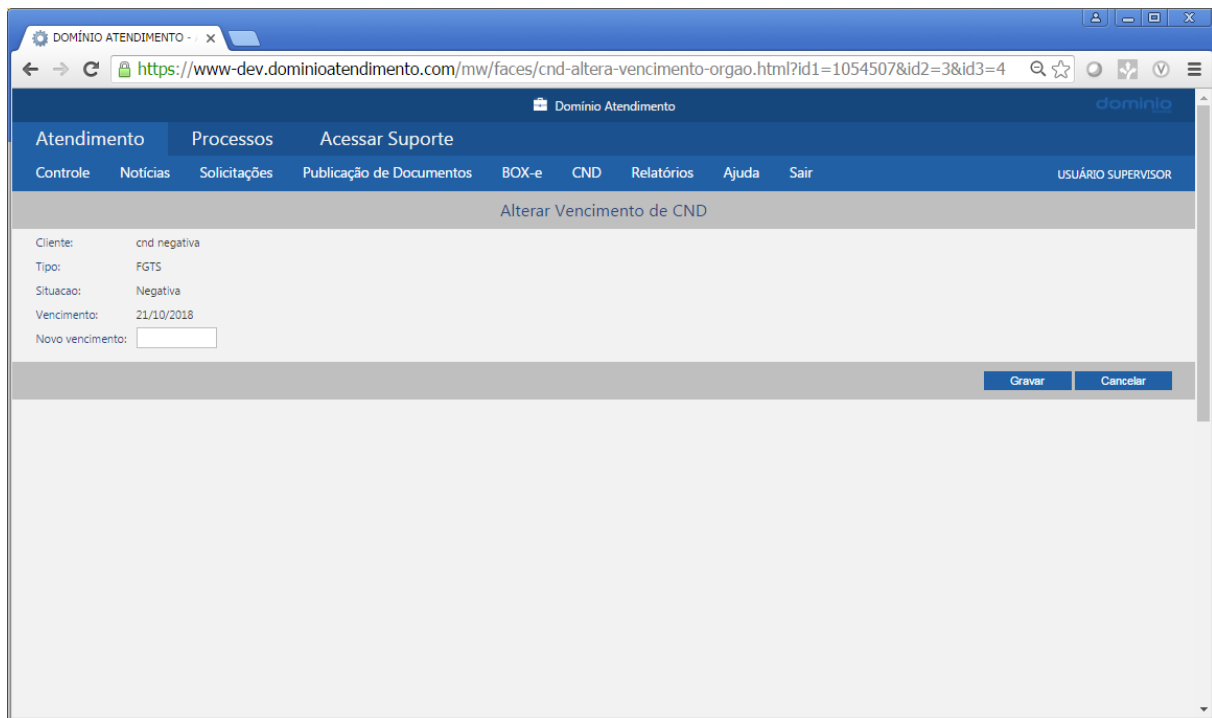 DOMÍNIO ATENDIMENTO -
https://www-dev.dominioatendimento.com/mw/faces/cnd-altera-vencimento-orgao.html?id1=1054507&id2=3&id3=4
Domínio Atendimento
domínio
Atendimento Processos Acessar Suporte
Controle Notícias Solicitações Publicação de Documentos BOX-e CND Relatórios Ajuda Sair USUÁRIO SUPERVISOR
Alterar Vencimento de CND
Cliente: cnd negativa
Tipo: FGTS
Situacao: Negativa
Vencimento: 21/10/2018
Novo vencimento:
Gravar Cancelar